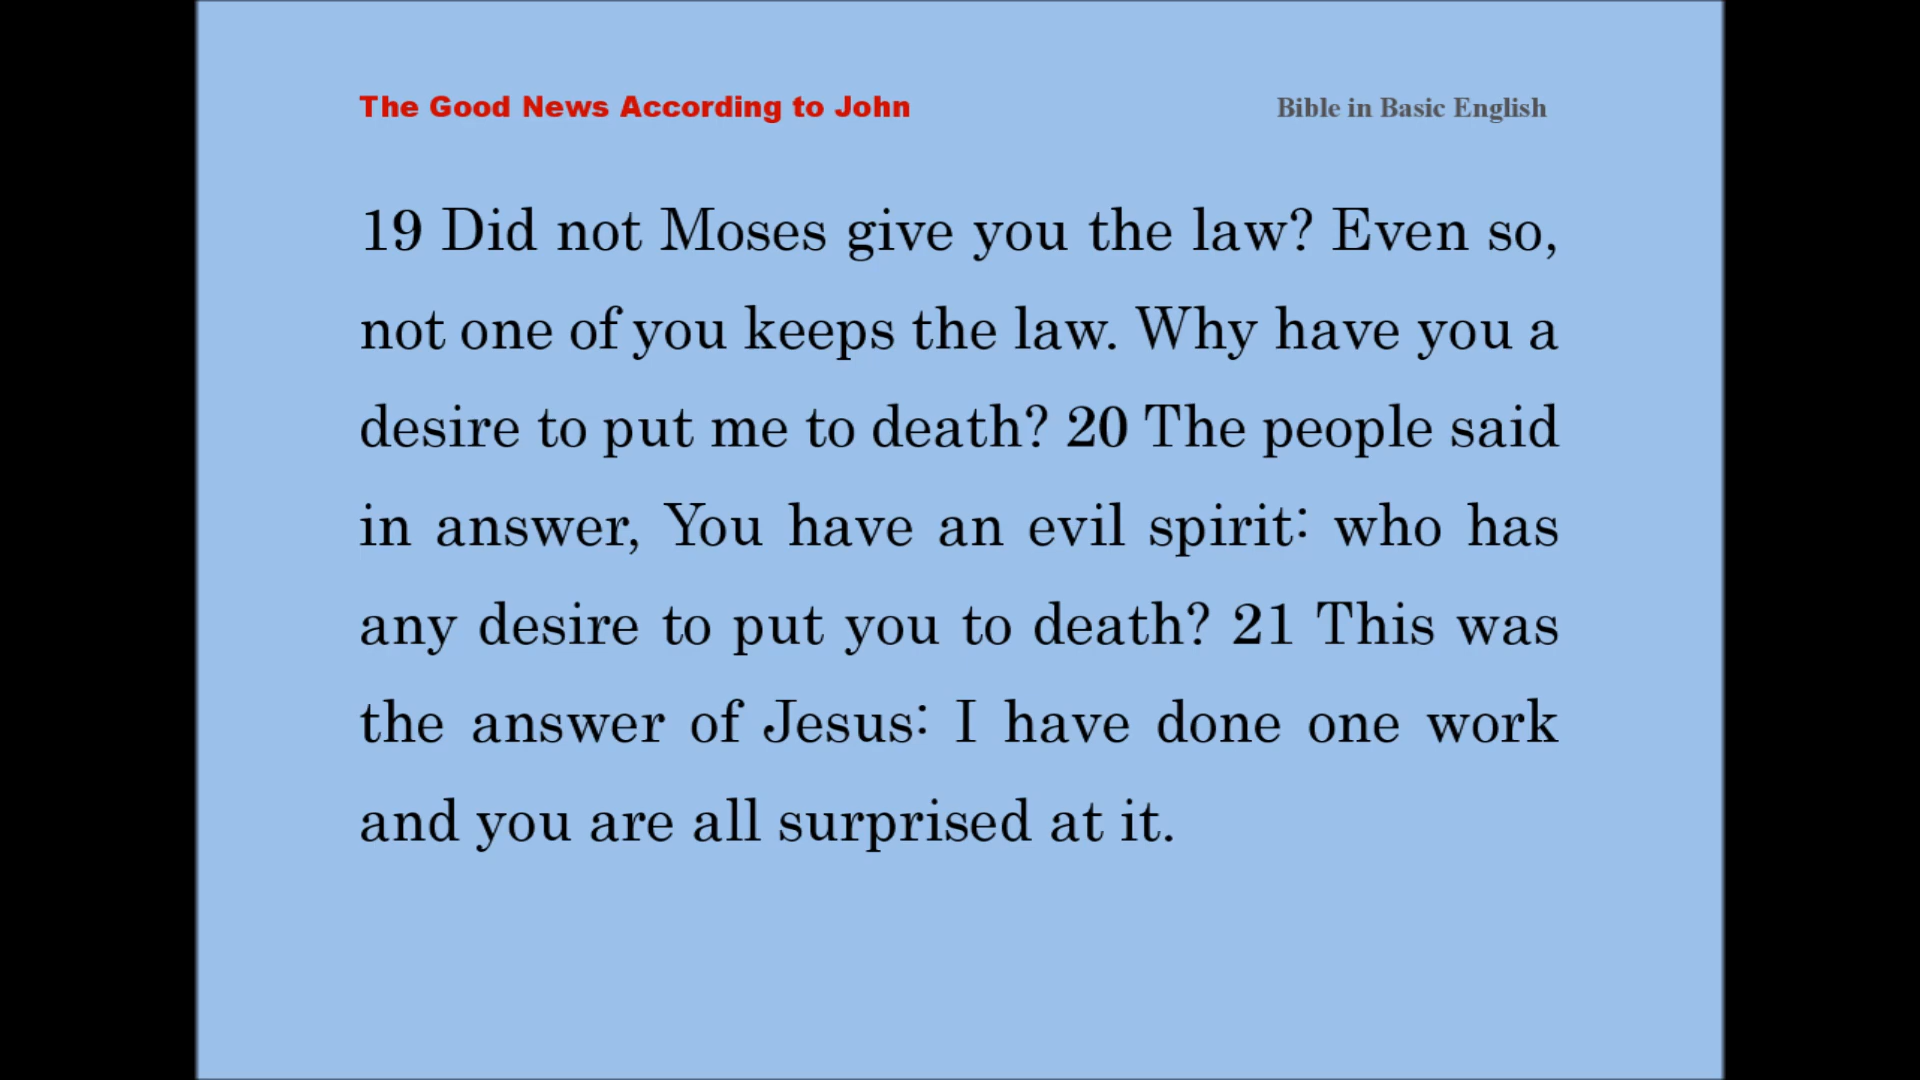 The Good News According to John
Bible in Basic English
19 Did not Moses give you the law? Even so,
not one of you keeps the law. Why have you a
desire to put me to death? 20 The people said
in answer, You have an evil spirit: who has
any desire to put you to death? 21 This was
the answer of Jesus: I have done one work
and you are all surprised at it.